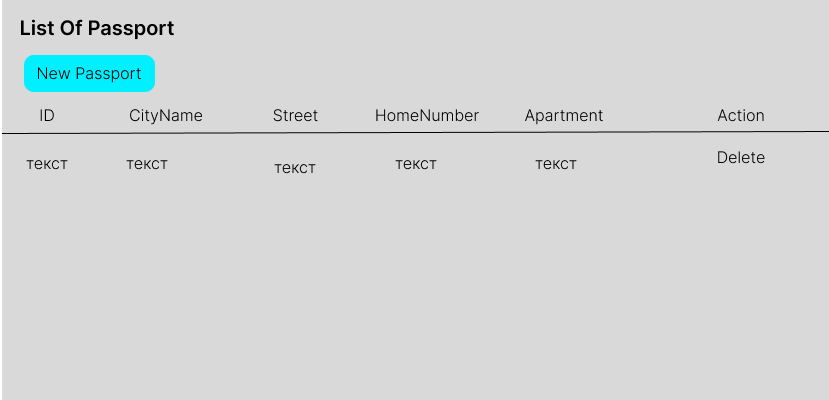 List Of Passport
New Passport
ID CityName Street HomeNumber Apartment Action
текст текст текст текст текст Delete